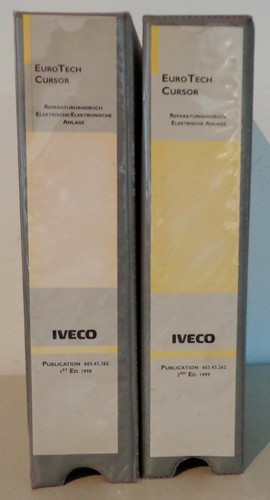 EUROTECH
CURSOR
REPARATURHANDBUCH
ELEKTRISCHE/ELEKTRONISCHE
ANLAGE
IVECO
PUBLICATION 603.43.262
1ST ED. 1998
EUROTECH
CURSOR
REPARATURHANDBUCH
ELEKTRISCHE ANLAGE
IVECO
PUBLICATION 603.43.262
2ND ED. 1999